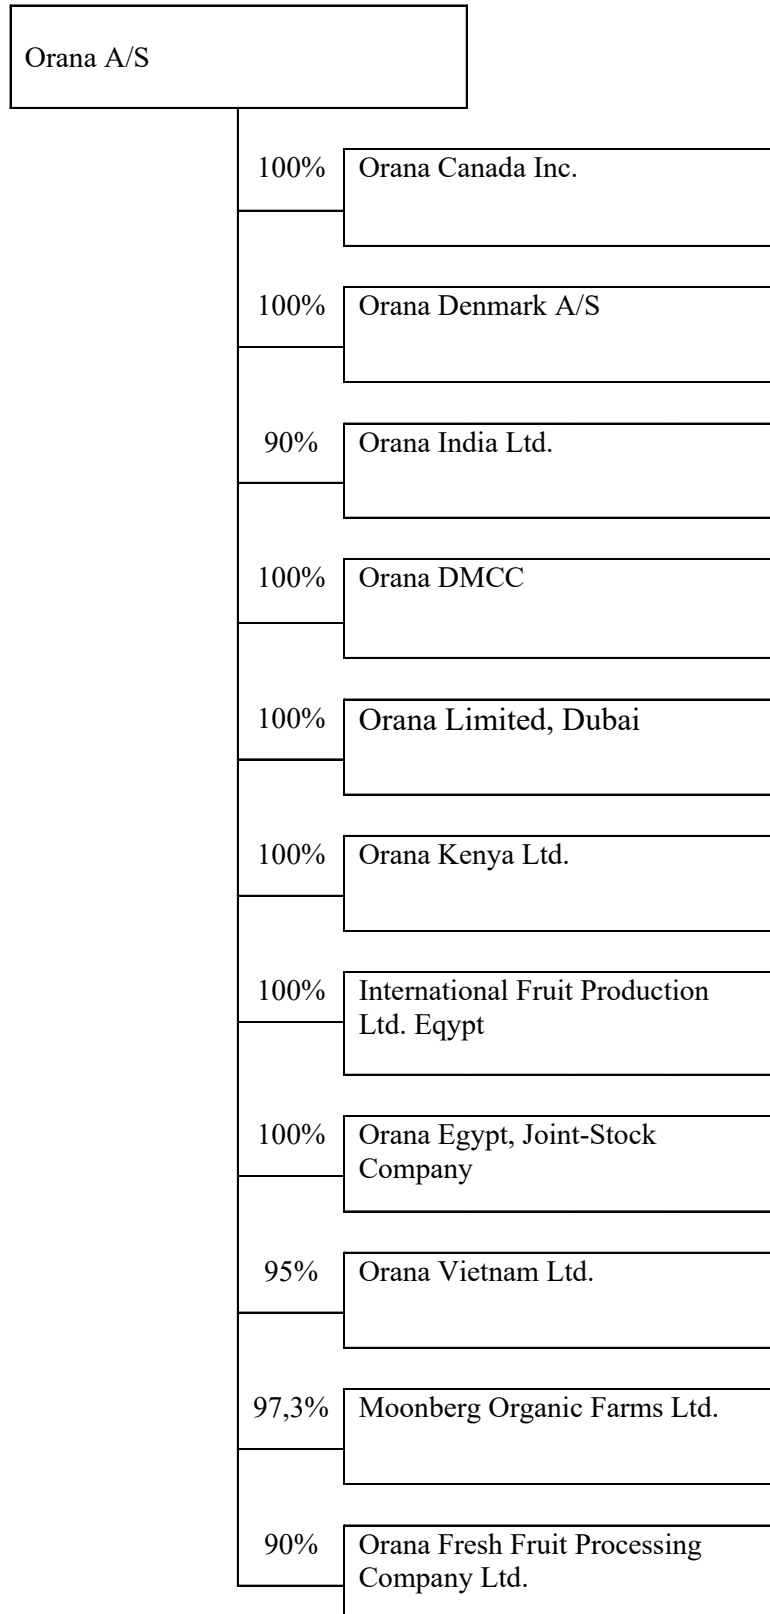 Orana A/S
100%
Orana Canada Inc.
100%
Orana Denmark A/S
90%
Orana India Ltd.
100%
Orana DMCC
100%
Orana Limited, Dubai
100%
Orana Kenya Ltd.
100%
International Fruit Production
Ltd. Eqypt
100%
Orana Egypt, Joint-Stock
Company
95%
Orana Vietnam Ltd.
97,3%
Moonberg Organic Farms Ltd.
90%
Orana Fresh Fruit Processing
Company Ltd.